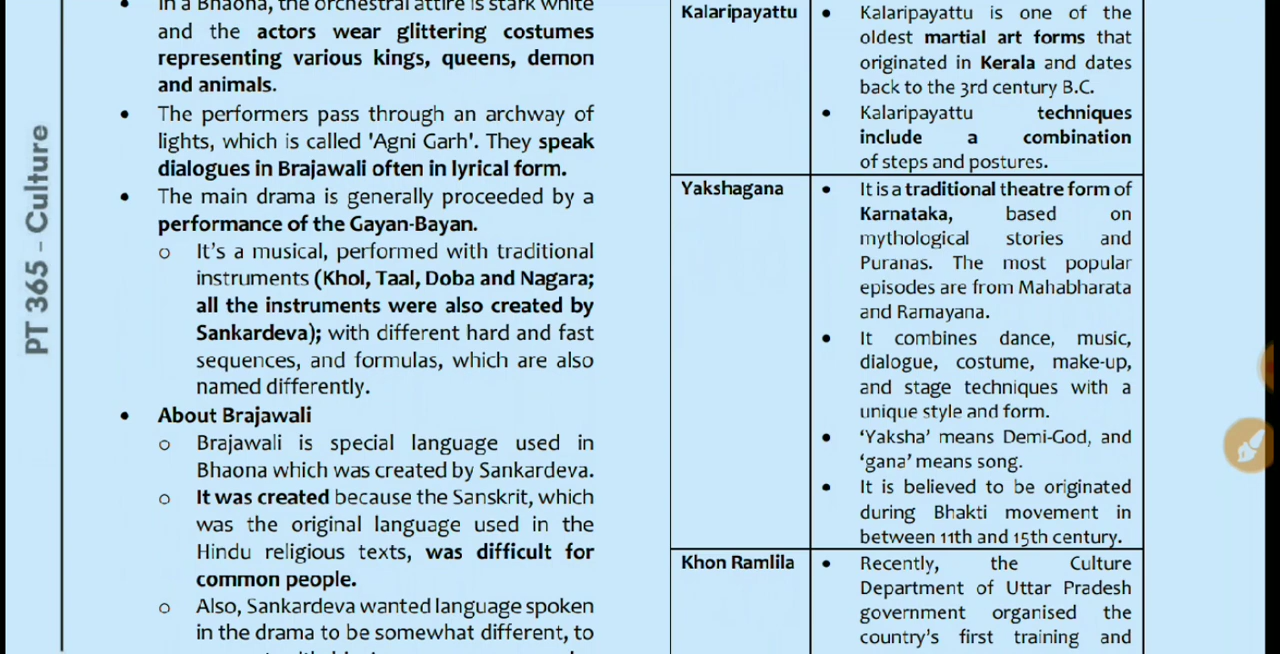 PT 365 - Culture
• In a Bhaona, the orchestral attire is stark white
and the actors wear glittering costumes
representing various kings, queens, demon
and animals.
• The performers pass through an archway of
lights, which is called 'Agni Garh'. They speak
dialogues in Brajawali often in lyrical form.
• The main drama is generally proceeded by a
performance of the Gayan-Bayan.
o It's a musical, performed with traditional
instruments (Khol, Taal, Doba and Nagara;
all the instruments were also created by
Sankardeva); with different hard and fast
sequences, and formulas, which are also
named differently.
• About Brajawali
o Brajawali is special language used in
Bhaona which was created by Sankardeva.
o It was created because the Sanskrit, which
was the original language used in the
Hindu religious texts, was difficult for
common people.
o Also, Sankardeva wanted language spoken
in the drama to be somewhat different, to
Kalaripayattu • Kalaripayattu is one of the
oldest martial art forms that
originated in Kerala and dates
back to the 3rd century B.C.
• Kalaripayattu techniques
include a combination
of steps and postures.
Yakshagana • It is a traditional theatre form of
Karnataka, based on
mythological stories and
Puranas. The most popular
episodes are from Mahabharata
and Ramayana.
• It combines dance, music,
dialogue, costume, make-up,
and stage techniques with a
unique style and form.
• 'Yaksha' means Demi-God, and
'gana' means song.
• It is believed to be originated
during Bhakti movement in
between 11th and 15th century.
Khon Ramlila • Recently, the Culture
Department of Uttar Pradesh
government organised the
country's first training and